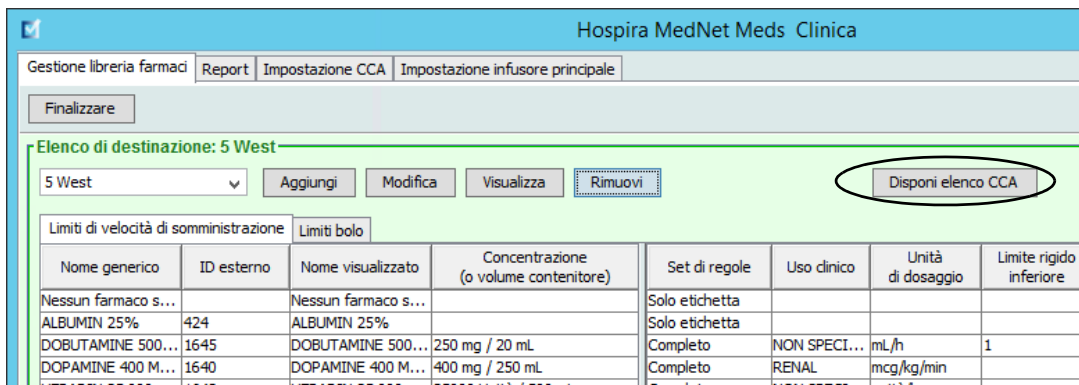 Hospira MedNet Meds Clinica
Gestione libreria farmaci Report Impostazione CCA Impostazione infusore principale
Finalizzare
Elenco di destinazione: 5 West
5 West Aggiungi Modifica Visualizza Rimuovi Disponi elenco CCA
Limiti di velocità di somministrazione Limiti bolo
Nome generico ID esterno Nome visualizzato Concentrazione (o volume contenitore) Set di regole Uso clinico Unità di dosaggio Limite rigido inferiore
Nessun farmaco s... Nessun farmaco s... Solo etichetta
ALBUMIN 25% 424 ALBUMIN 25% Solo etichetta
DOBUTAMINE 500... 1645 DOBUTAMINE 500... 250 mg / 20 mL Completo NON SPECI... mL/h 1
DOPAMINE 400 M... 1640 DOPAMINE 400 M... 400 mg / 250 mL Completo RENAL mcg/kg/min